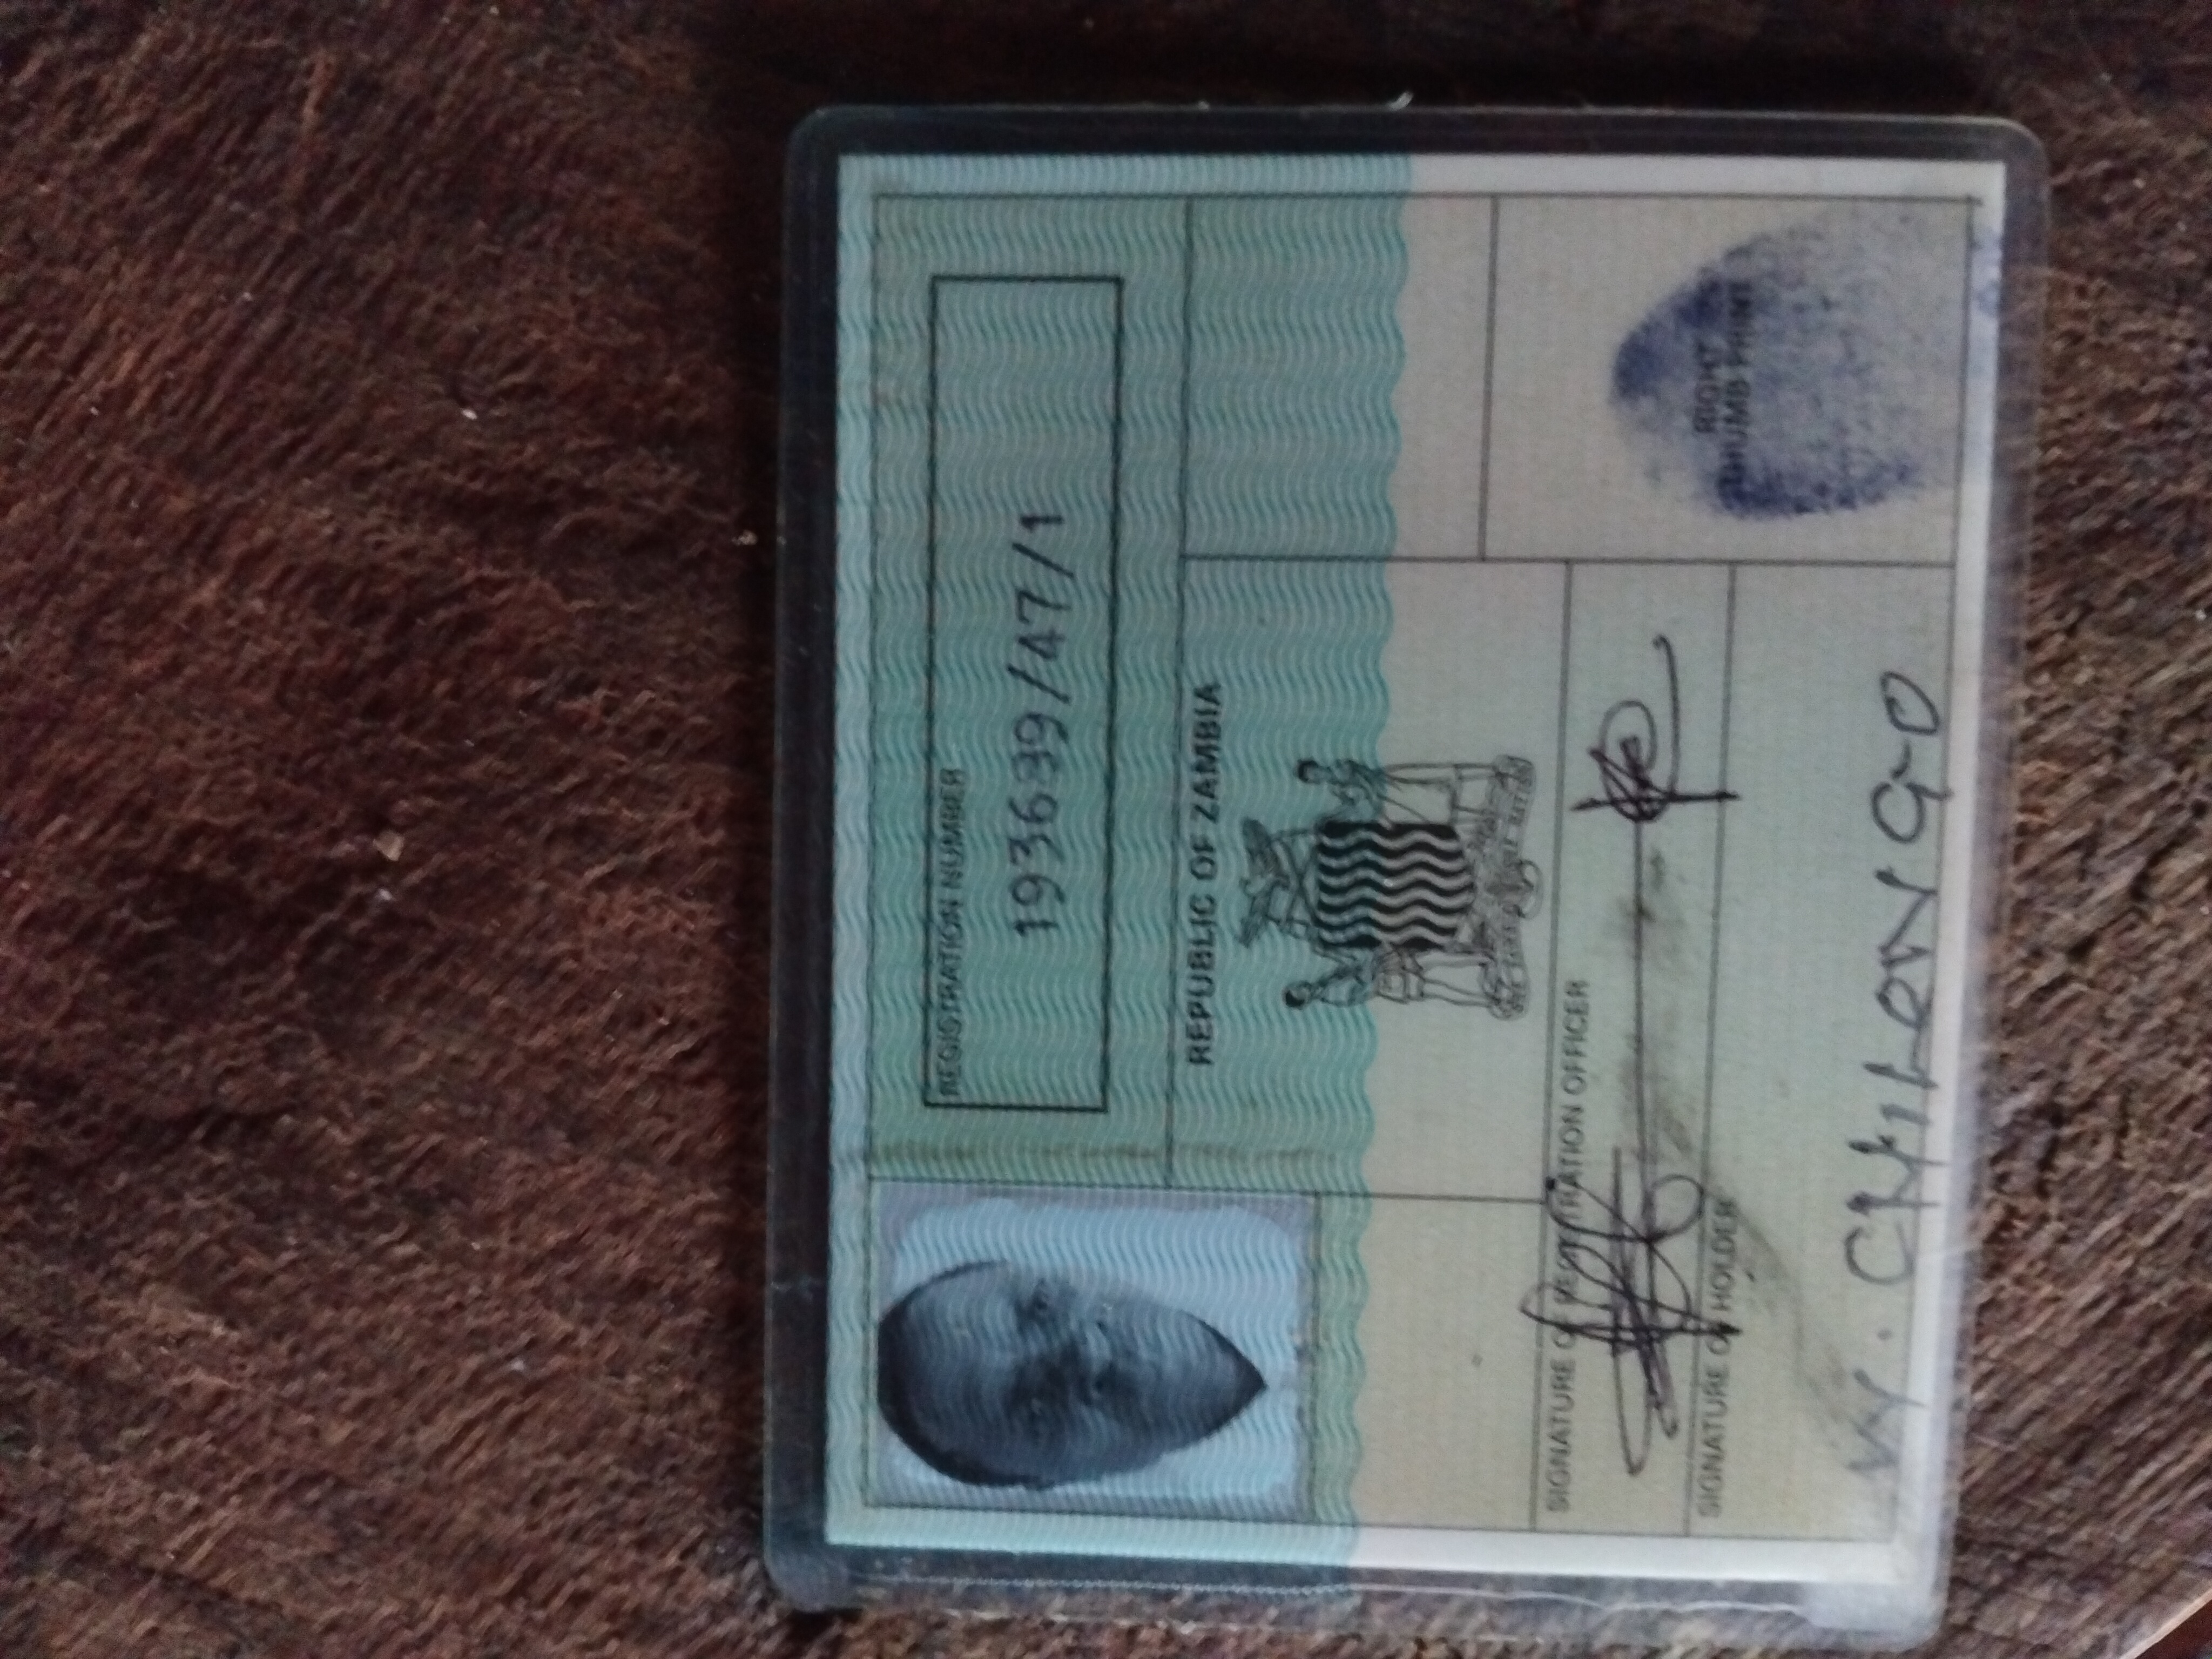 REGISTRATION NUMBER
193639/47/1
REPUBLIC OF ZAMBIA
SIGNATURE OF REGISTRATION OFFICER
SIGNATURE OF HOLDER
W. CHILONGO
RIGHT
THUMB PRINT